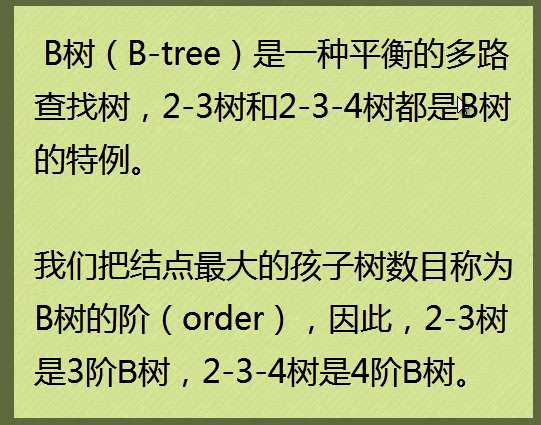 B树（B-tree）是一种平衡的多路
查找树，2-3树和2-3-4树都是B树
的特例。
我们把结点最大的孩子树数目称为
B树的阶（order），因此，2-3树
是3阶B树，2-3-4树是4阶B树。